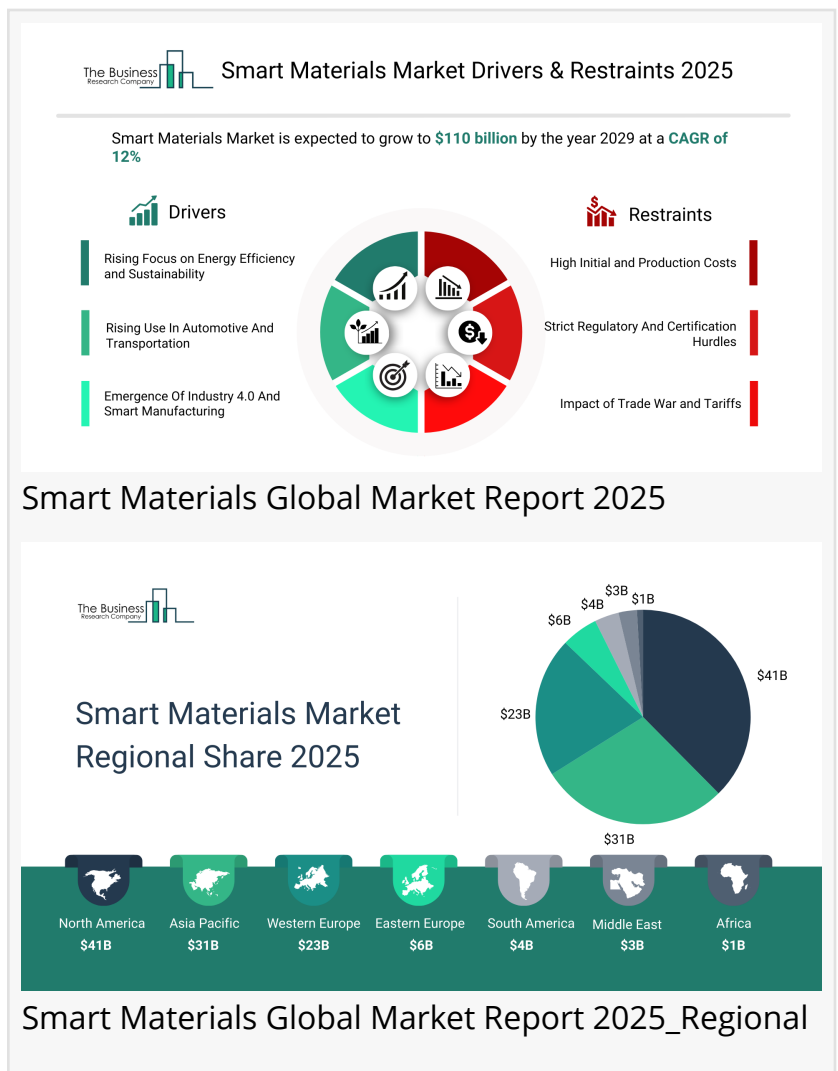 The Business
Research Company
Smart Materials Market Drivers & Restraints 2025
Smart Materials Market is expected to grow to $110 billion by the year 2029 at a CAGR of
12%
Drivers
Rising Focus on Energy Efficiency
and Sustainability
Rising Use In Automotive And
Transportation
Emergence Of Industry 4.0 And
Smart Manufacturing
Restraints
High Initial and Production Costs
Strict Regulatory And Certification
Hurdles
Impact of Trade War and Tariffs
Smart Materials Global Market Report 2025
The Business
Research Company
Smart Materials Market
Regional Share 2025
$3B
$1B
$4B
$6B
$41B
$23B
$31B
North America
$41B
Asia Pacific
$31B
Western Europe
$23B
Eastern Europe
$6B
South America
$4B
Middle East
$3B
Africa
$1B
Smart Materials Global Market Report 2025_Regional